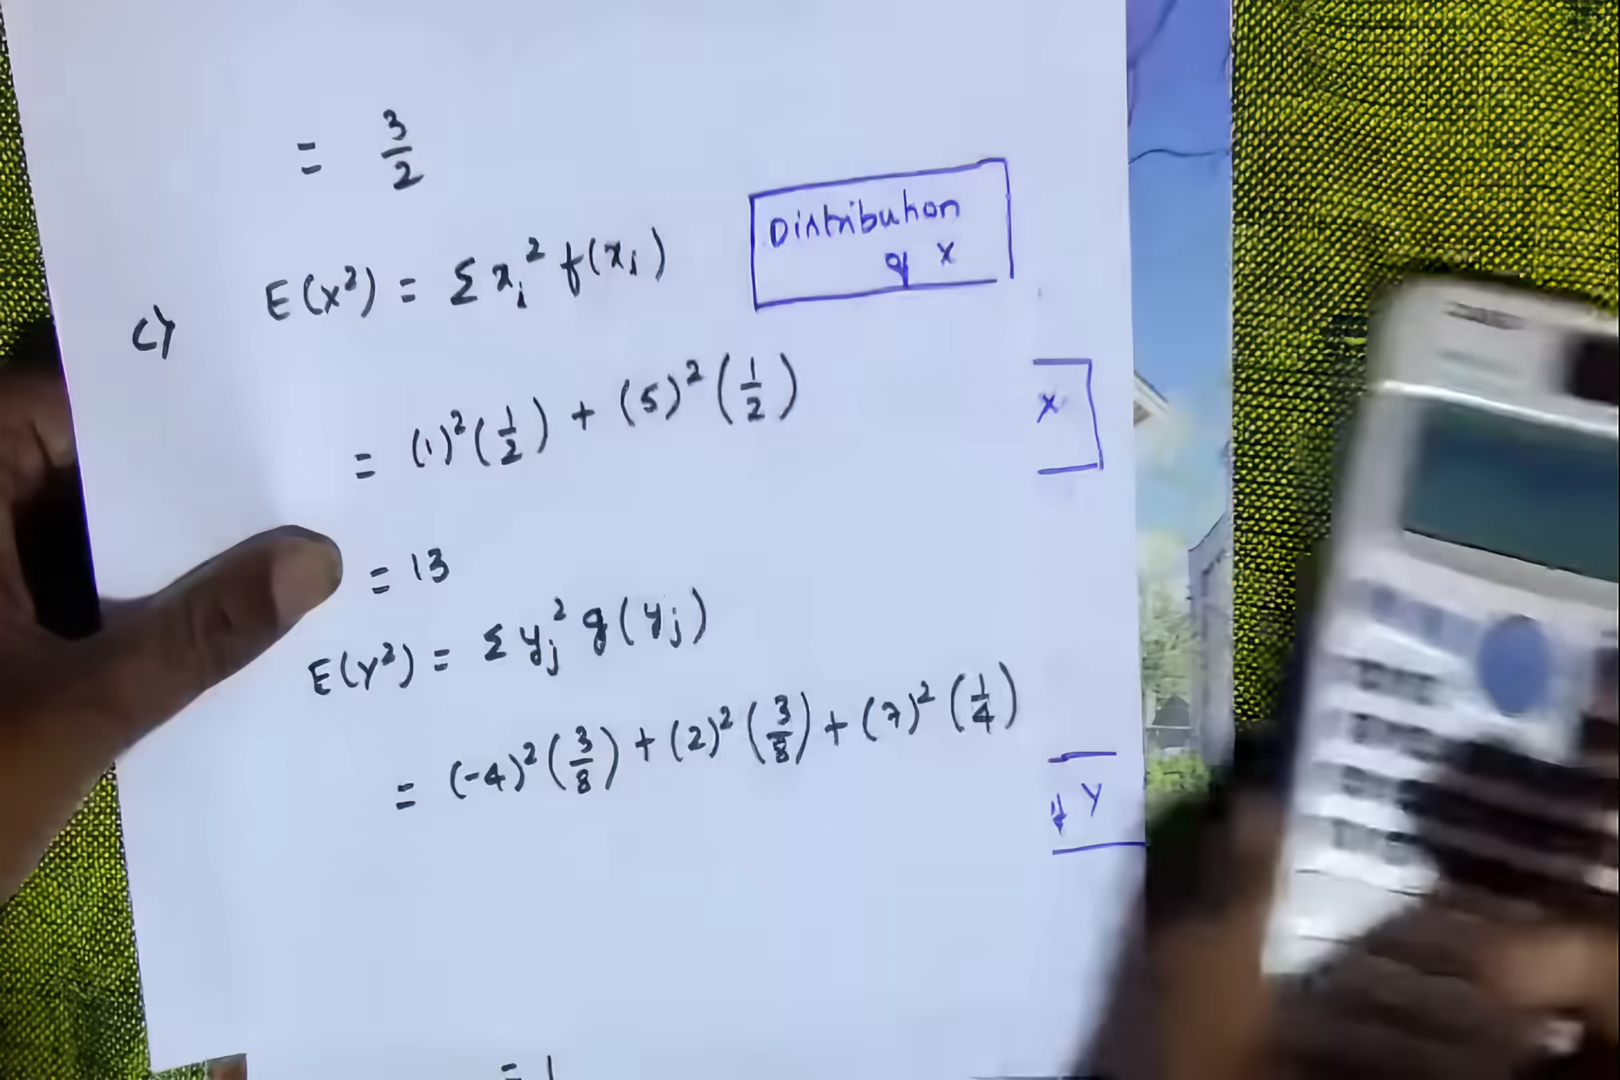 = 3/2
Distribution
of X
c) E(x²) = Σ xᵢ² f(xᵢ)
= (1)²(1/2) + (5)²(1/2)
X
= 13
E(y²) = Σ yⱼ² g(yⱼ)
= (-4)²(3/8) + (2)²(3/8) + (7)²(1/4)
Y
= 1